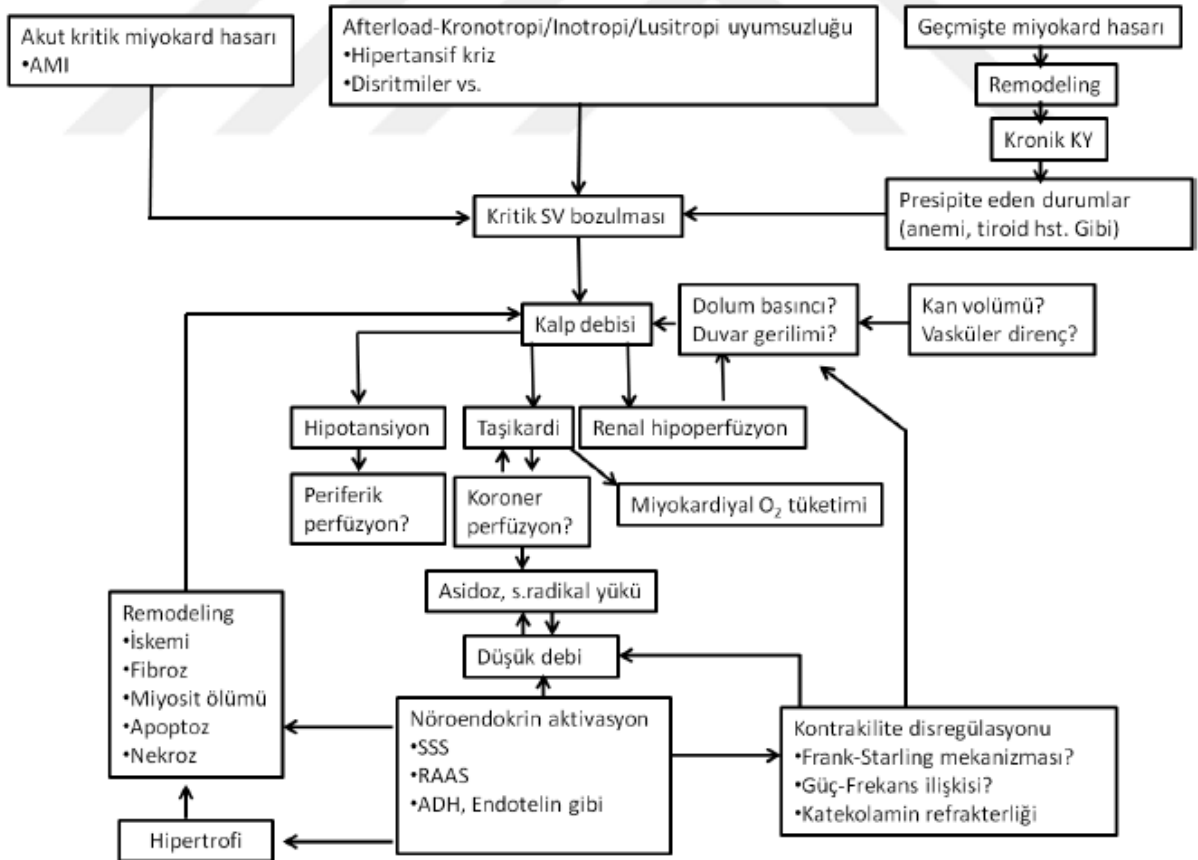 Akut kritik miyokard hasarı
•AMI
Afterload-Kronotropi/Inotropi/Lusitropi uyumsuzluğu
•Hipertansif kriz
•Disritmiler vs.
Geçmişte miyokard hasarı
Remodeling
Kronik KY
Presipite eden durumlar
(anemi, tiroid hst. Gibi)
Kritik SV bozulması
Kalp debisi
Dolum basıncı?
Duvar gerilimi?
Kan volümü?
Vasküler direnç?
Hipotansiyon
Taşikardi
Renal hipoperfüzyon
Periferik
perfüzyon?
Koroner
perfüzyon?
Miyokardiyal O₂ tüketimi
Asidoz, s.radikal yükü
Düşük debi
Remodeling
•İskemi
•Fibroz
•Miyosit ölümü
•Apoptoz
•Nekroz
Nöroendokrin aktivasyon
•SSS
•RAAS
•ADH, Endotelin gibi
Kontrakilite disregülasyonu
•Frank-Starling mekanizması?
•Güç-Frekans ilişkisi?
•Katekolamin refrakterliği
Hipertrofi